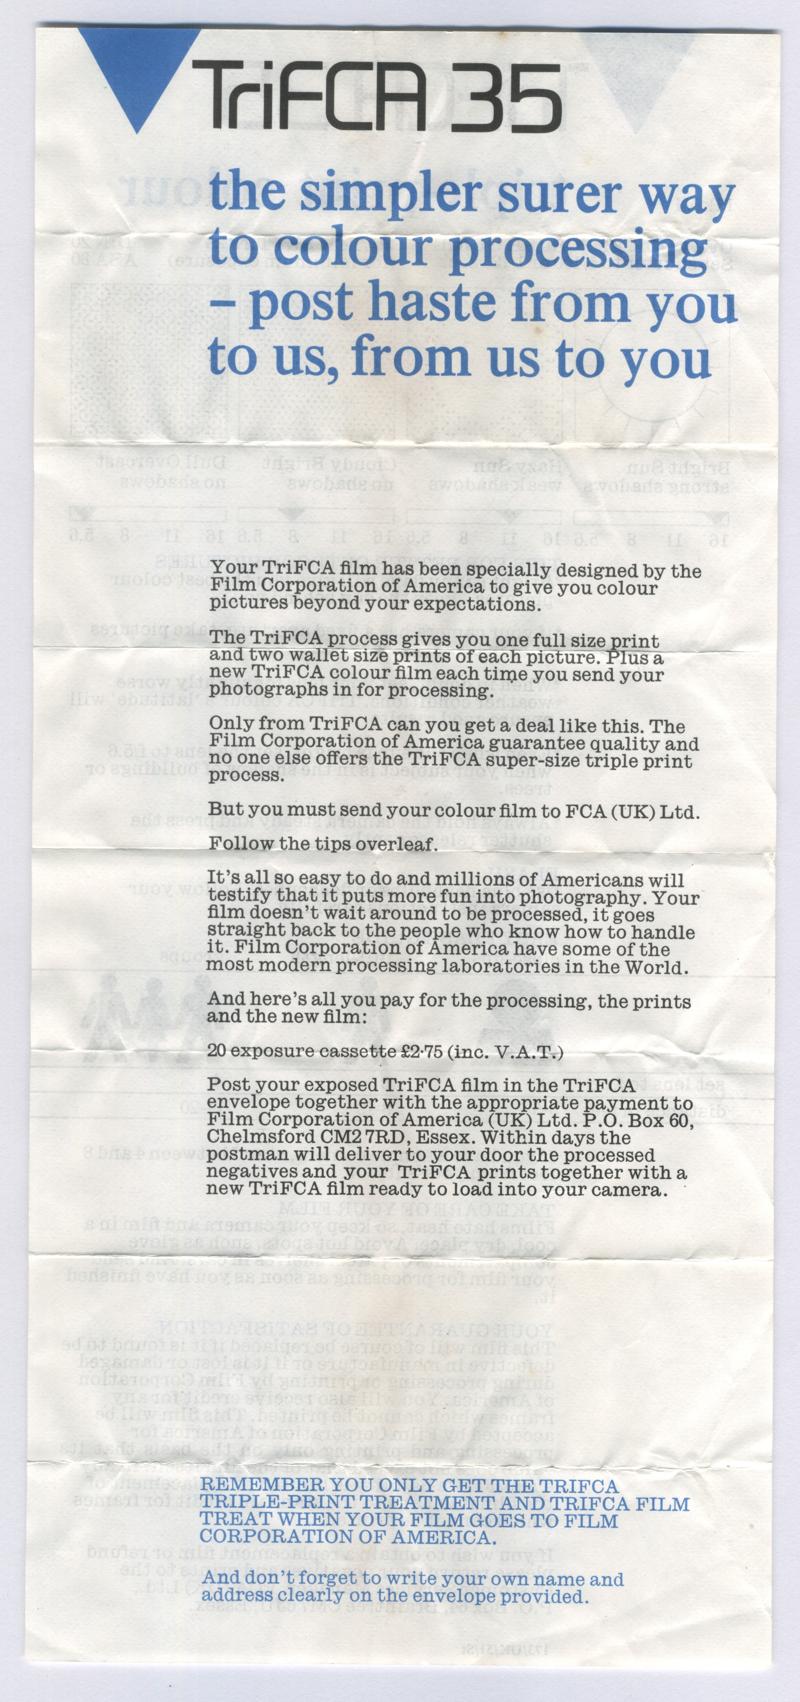 TriFCA 35
the simpler surer way
to colour processing
– post haste from you
to us, from us to you
Your TriFCA film has been specially designed by the
Film Corporation of America to give you colour
pictures beyond your expectations.
The TriFCA process gives you one full size print
and two wallet size prints of each picture. Plus a
new TriFCA colour film each time you send your
photographs in for processing.
Only from TriFCA can you get a deal like this. The
Film Corporation of America guarantee quality and
no one else offers the TriFCA super-size triple print
process.
But you must send your colour film to FCA (UK) Ltd.
Follow the tips overleaf.
It's all so easy to do and millions of Americans will
testify that it puts more fun into photography. Your
film doesn't wait around to be processed, it goes
straight back to the people who know how to handle
it. Film Corporation of America have some of the
most modern processing laboratories in the World.
And here's all you pay for the processing, the prints
and the new film:
20 exposure cassette £2·75 (inc. V.A.T.)
Post your exposed TriFCA film in the TriFCA
envelope together with the appropriate payment to
Film Corporation of America (UK) Ltd. P.O. Box 60,
Chelmsford CM2 7RD, Essex. Within days the
postman will deliver to your door the processed
negatives and your TriFCA prints together with a
new TriFCA film ready to load into your camera.
REMEMBER YOU ONLY GET THE TRIFCA
TRIPLE-PRINT TREATMENT AND TRIFCA FILM
TREAT WHEN YOUR FILM GOES TO FILM
CORPORATION OF AMERICA.
And don't forget to write your own name and
address clearly on the envelope provided.